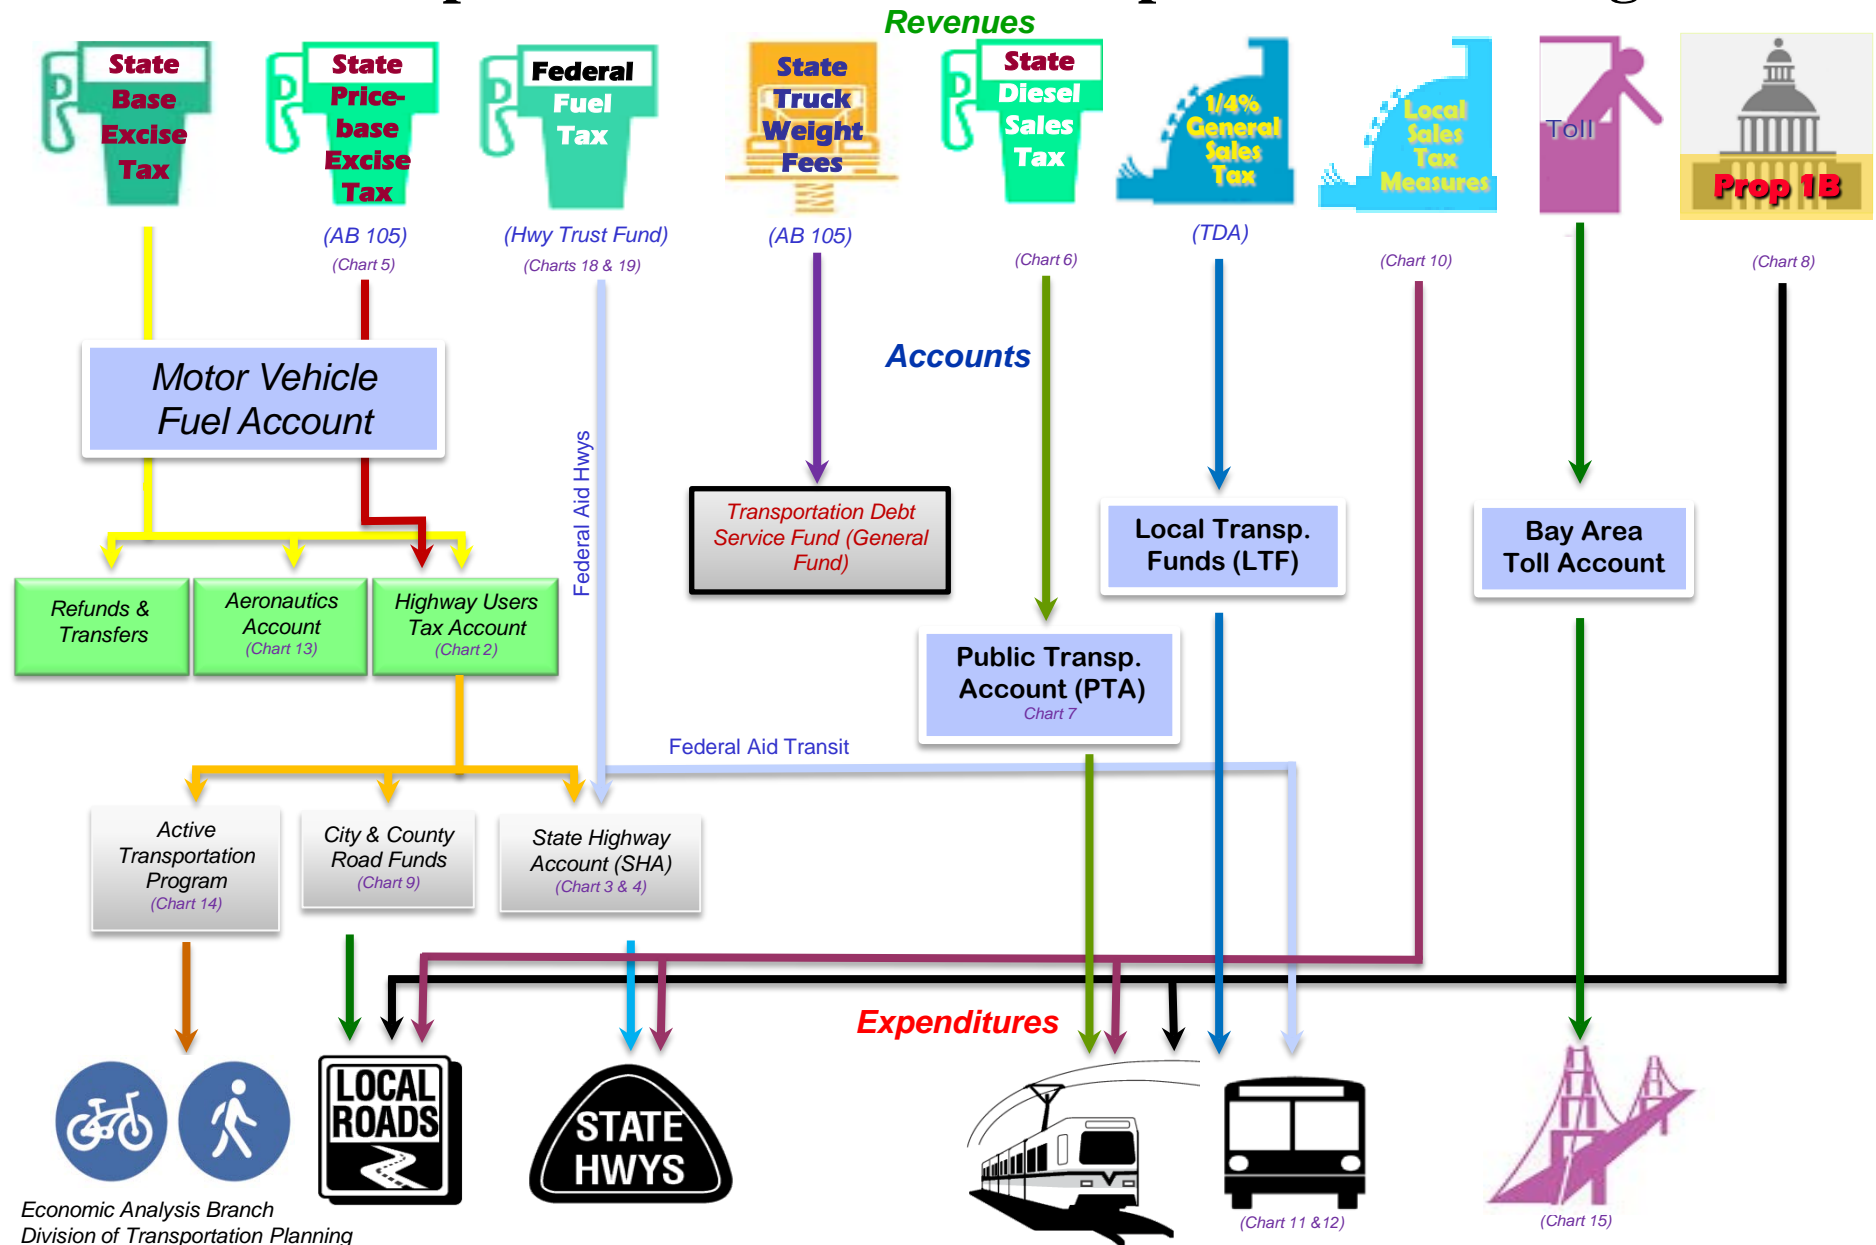 Revenues
State
Base
Excise
Tax
State
Price-
base
Excise
Tax
Federal
Fuel
Tax
State
Truck
Weight
Fees
State
Diesel
Sales
Tax
1/4%
General
Sales
Tax
Local
Sales
Tax
Measures
Toll
Prop 1B
(AB 105)
(Chart 5)
(Hwy Trust Fund)
(Charts 18 & 19)
(AB 105)
(Chart 6)
(TDA)
(Chart 10)
(Chart 8)
Motor Vehicle
Fuel Account
Accounts
Federal Aid Hwys
Transportation Debt
Service Fund (General
Fund)
Local Transp.
Funds (LTF)
Bay Area
Toll Account
Refunds &
Transfers
Aeronautics
Account
(Chart 13)
Highway Users
Tax Account
(Chart 2)
Public Transp.
Account (PTA)
Chart 7
Federal Aid Transit
Active
Transportation
Program
(Chart 14)
City & County
Road Funds
(Chart 9)
State Highway
Account (SHA)
(Chart 3 & 4)
Expenditures
LOCAL
ROADS
STATE
HWYS
(Chart 11 &12)
(Chart 15)
Economic Analysis Branch
Division of Transportation Planning